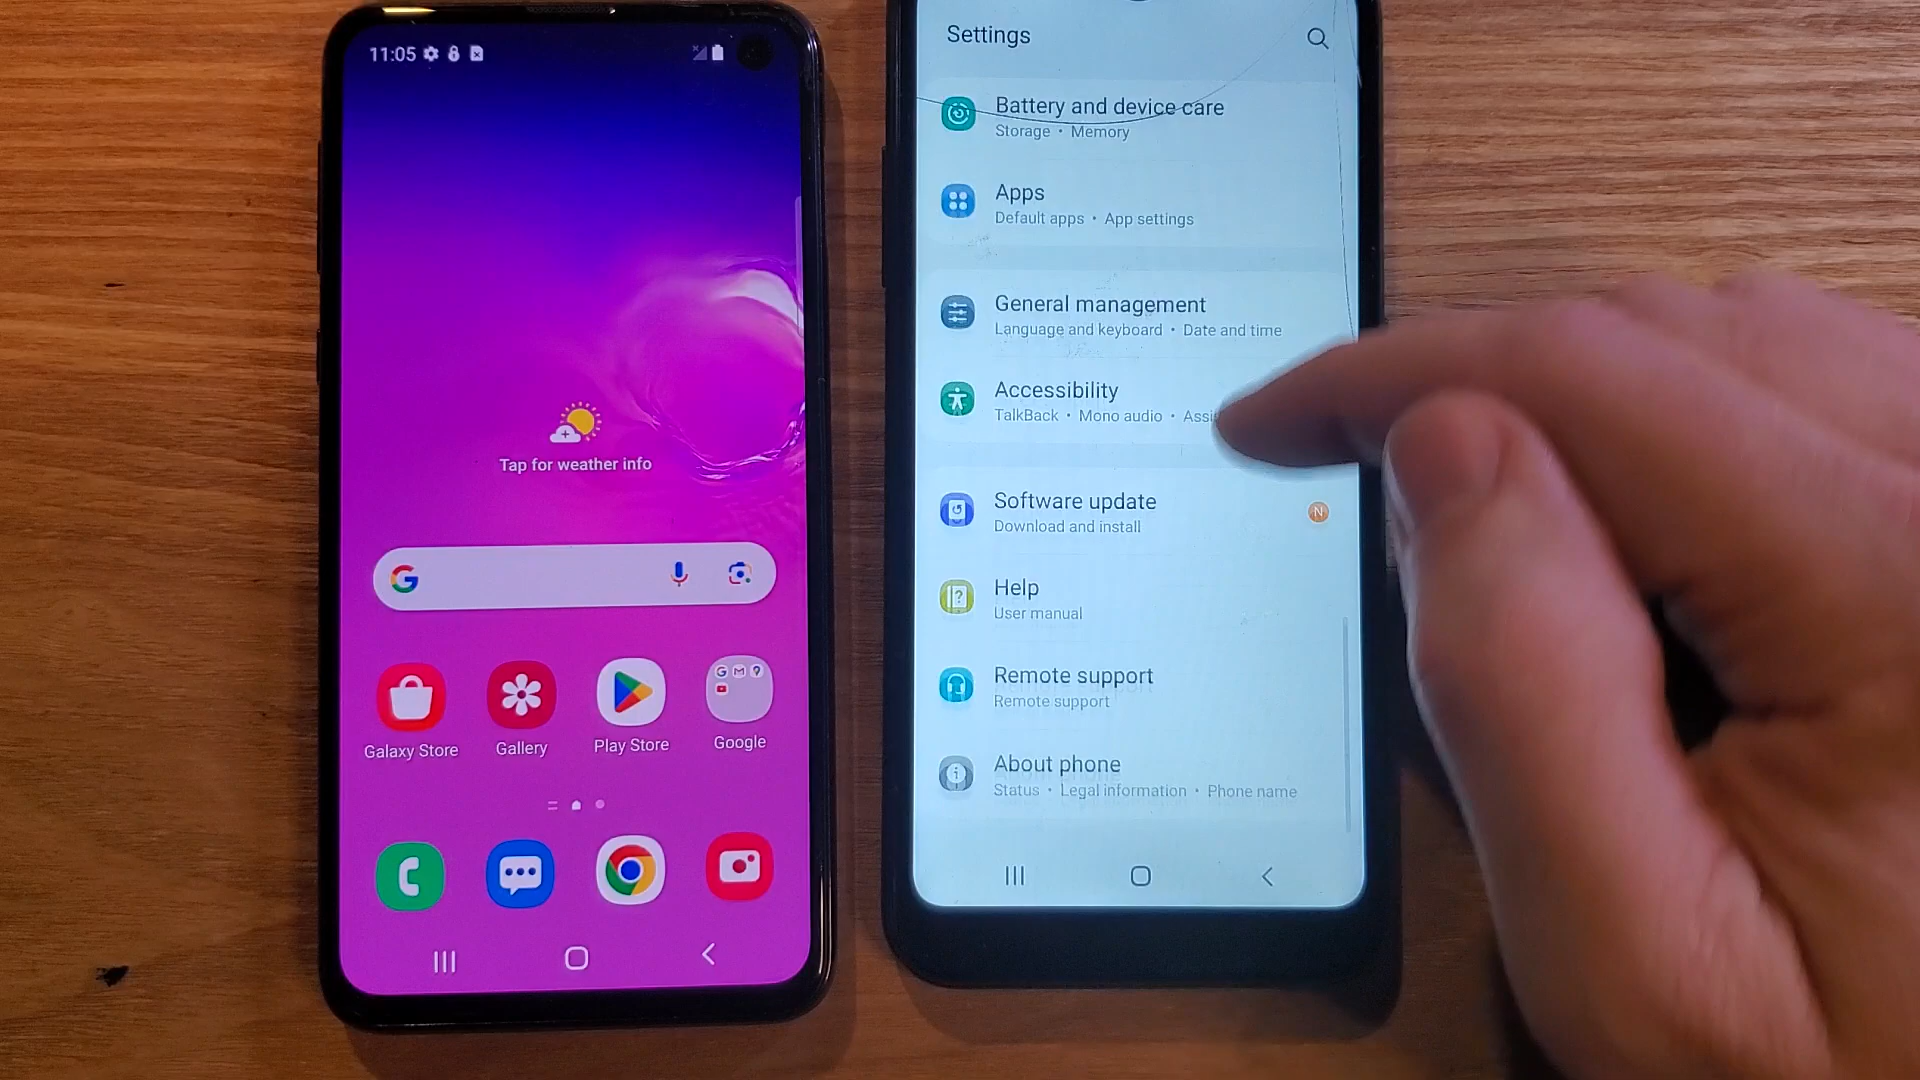 11:05
Tap for weather info
Galaxy Store
Gallery
Play Store
Google
Settings
Battery and device care
Storage • Memory
Apps
Default apps • App settings
General management
Language and keyboard • Date and time
Accessibility
TalkBack • Mono audio • Assi
Software update
N
Download and install
Help
User manual
Remote support
Remote support
About phone
Status • Legal information • Phone name